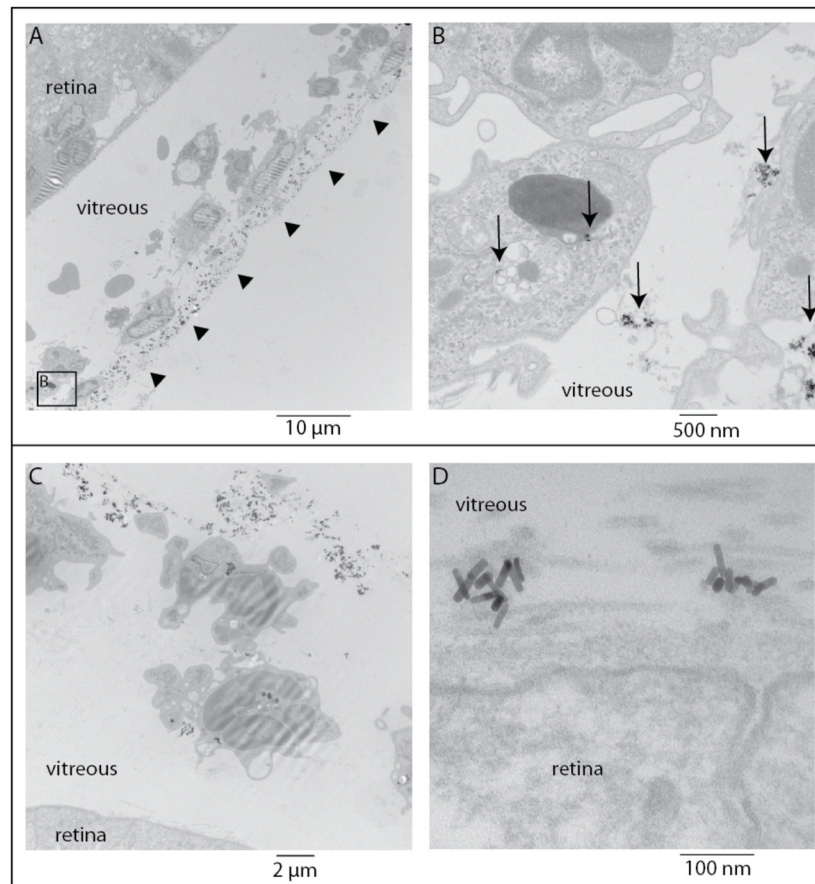 A
retina
vitreous
B
10 μm
B
vitreous
500 nm
C
vitreous
retina
2 μm
D
vitreous
retina
100 nm